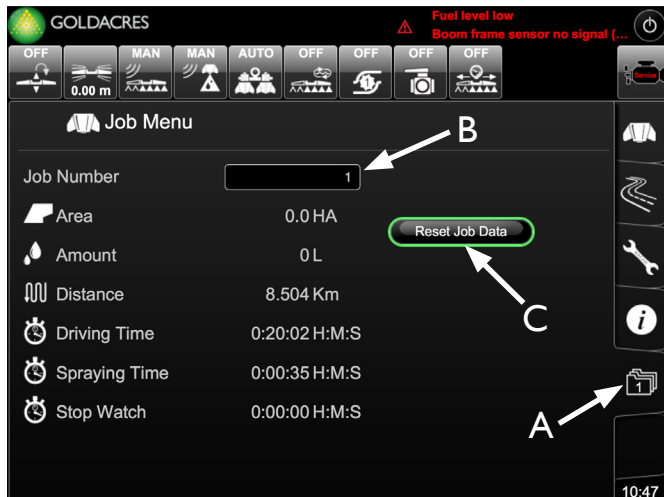 GOLDACRES
Fuel level low
Boom frame sensor no signal (...
OFF
MAN
MAN
AUTO
OFF
OFF
OFF
OFF
0.00 m
Service
Job Menu
B
Job Number
1
Area
0.0 HA
Reset Job Data
Amount
0 L
Distance
8.504 Km
C
Driving Time
0:20:02 H:M:S
i
Spraying Time
0:00:35 H:M:S
1
Stop Watch
0:00:00 H:M:S
A
10:47